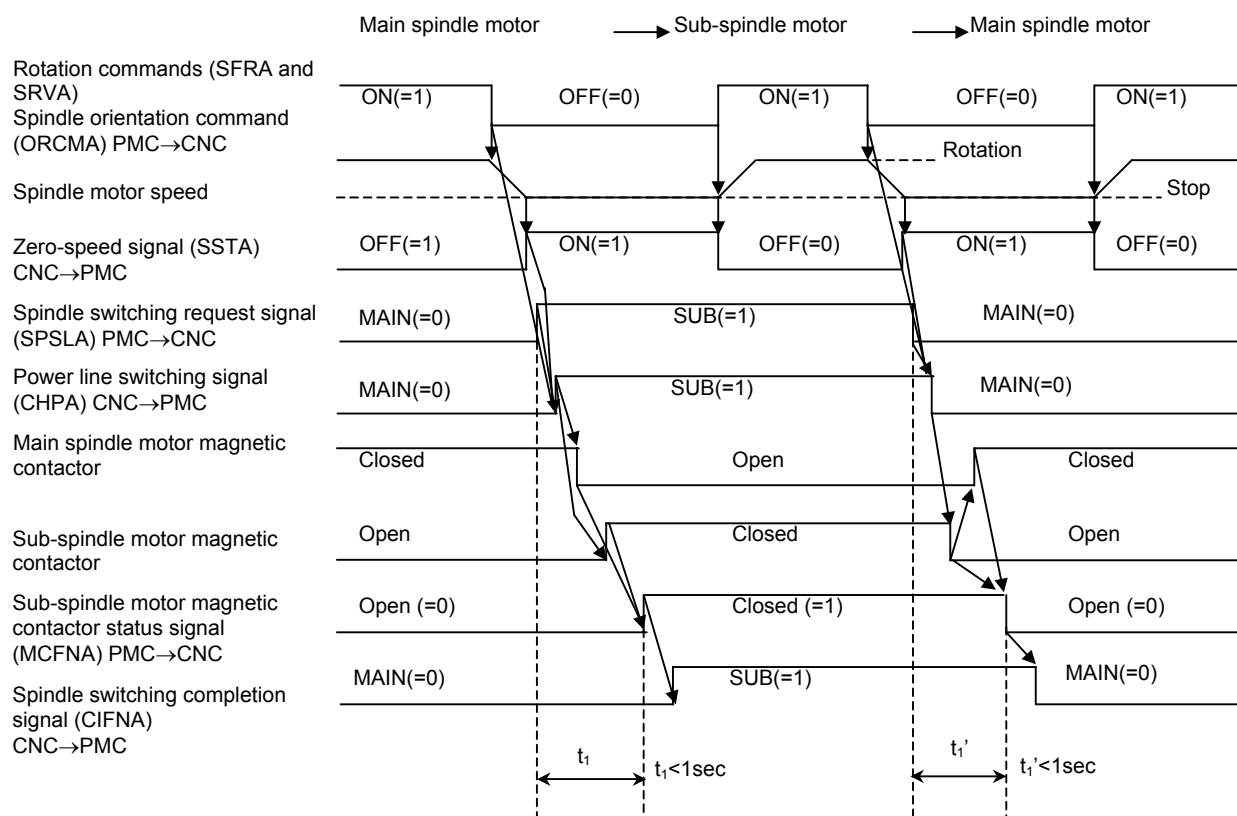 Main spindle motor Sub-spindle motor Main spindle motor
Rotation commands (SFRA and
SRVA)
ON(=1) OFF(=0) ON(=1) OFF(=0) ON(=1)
Spindle orientation command
(ORCMA) PMC→CNC
Rotation
Spindle motor speed
Stop
Zero-speed signal (SSTA)
CNC→PMC
OFF(=1) ON(=1) OFF(=0) ON(=1) OFF(=0)
Spindle switching request signal
(SPSLA) PMC→CNC
MAIN(=0) SUB(=1) MAIN(=0)
Power line switching signal
(CHPA) CNC→PMC
MAIN(=0) SUB(=1) MAIN(=0)
Main spindle motor magnetic
contactor
Closed Open Closed
Sub-spindle motor magnetic
contactor
Open Closed Open
Sub-spindle motor magnetic
contactor status signal
(MCFNA) PMC→CNC
Open (=0) Closed (=1) Open (=0)
Spindle switching completion
signal (CIFNA)
CNC→PMC
MAIN(=0) SUB(=1) MAIN(=0)
t₁ t₁<1sec t₁’ t₁’<1sec